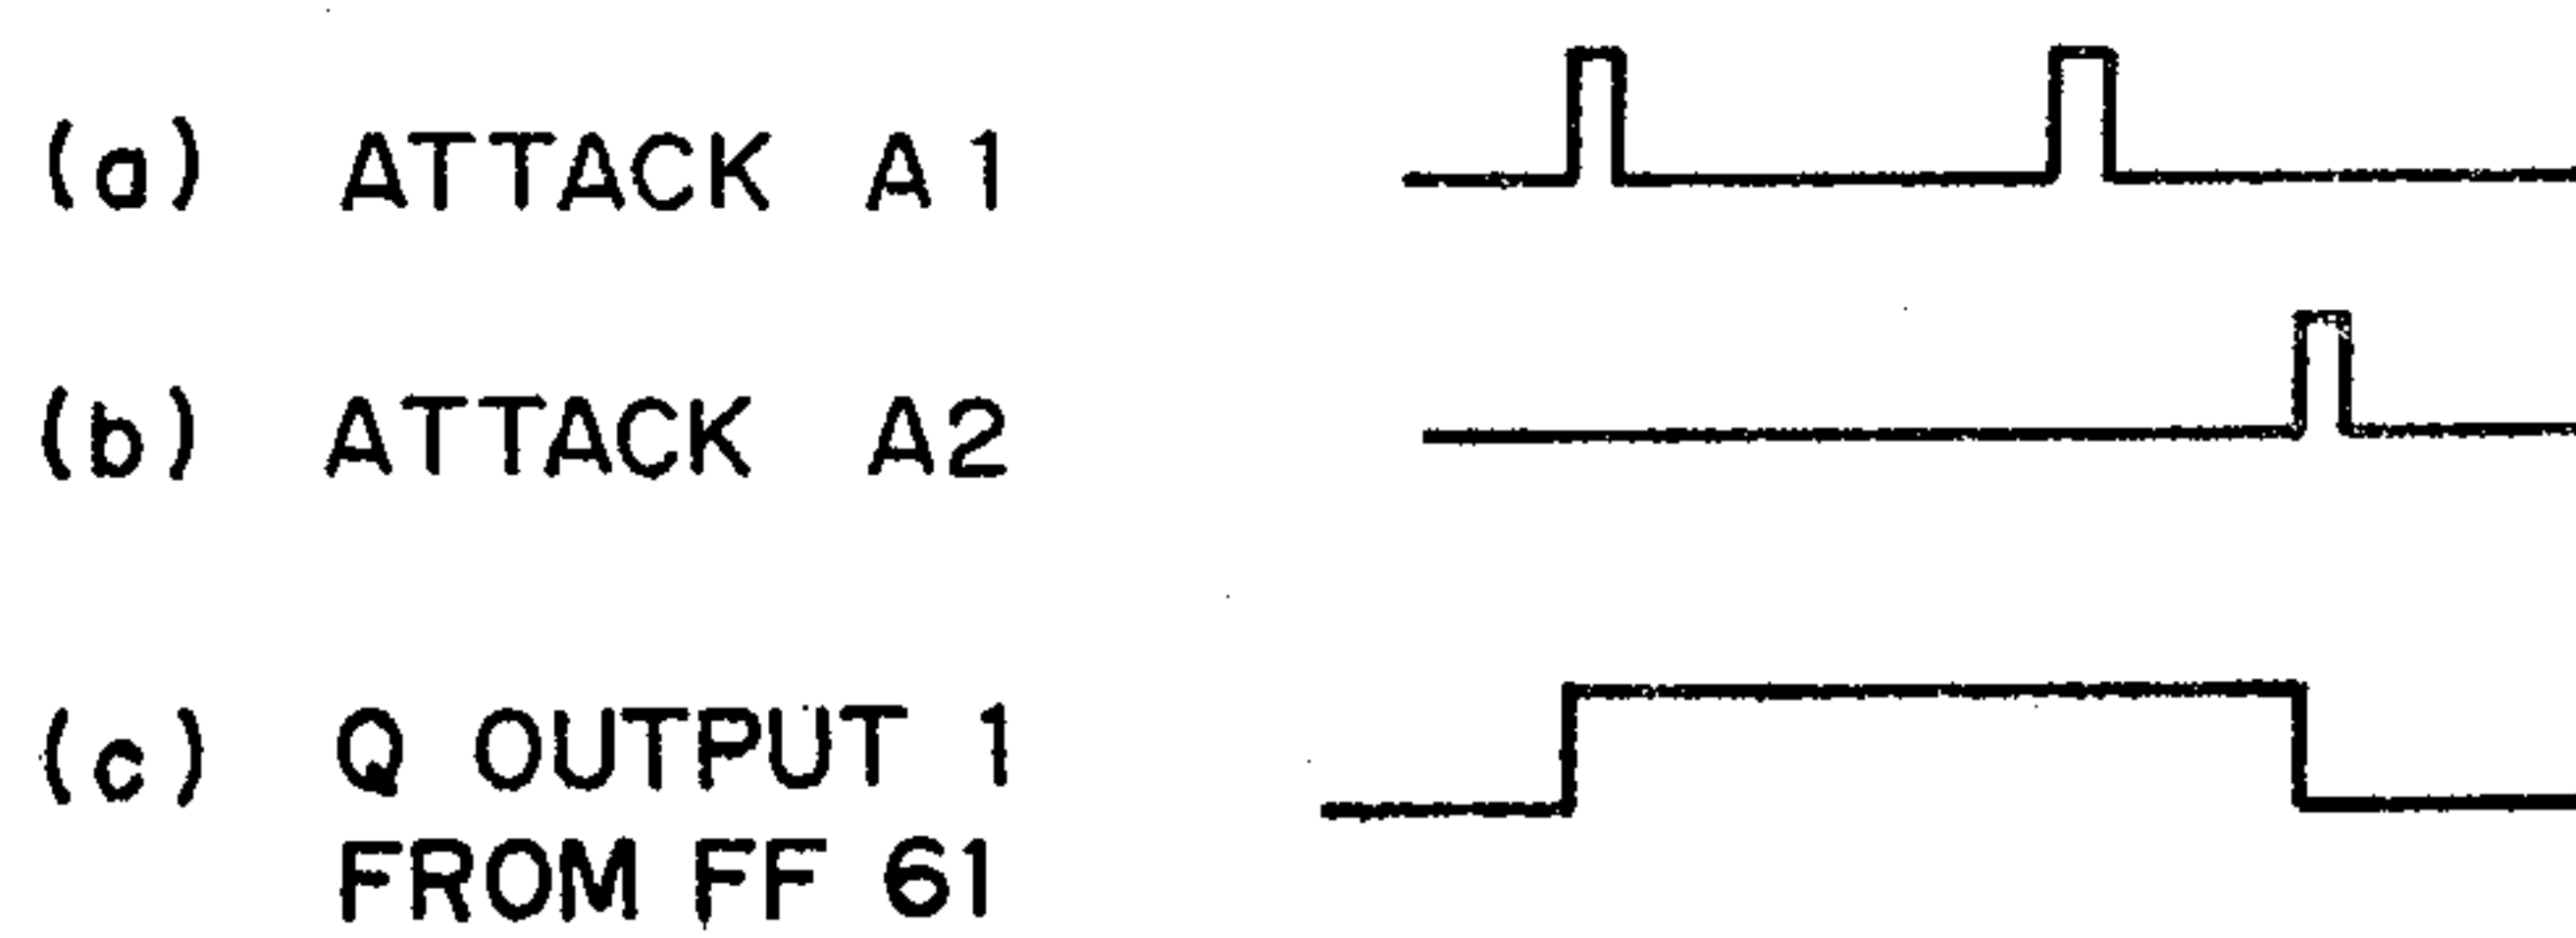 (a) ATTACK A1
(b) ATTACK A2
(c) Q OUTPUT 1
FROM FF 61